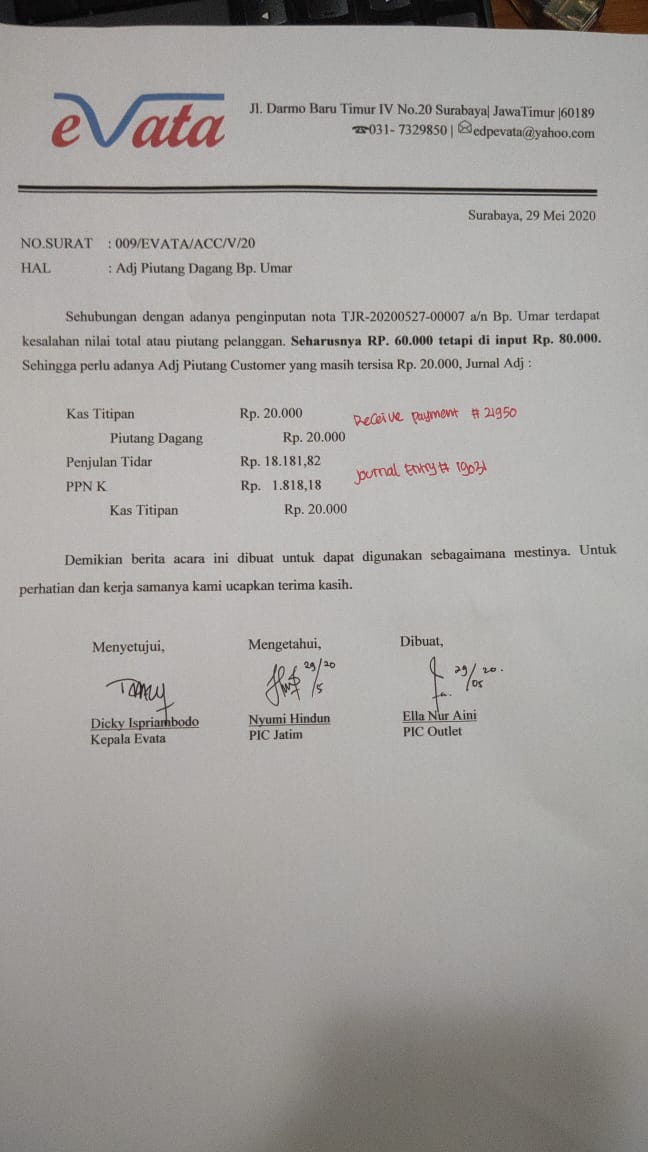 eVata
Jl. Darmo Baru Timur IV No.20 Surabaya| JawaTimur |60189
☎031- 7329850 | ✉edpevata@yahoo.com
Surabaya, 29 Mei 2020
NO.SURAT : 009/EVATA/ACC/V/20
HAL : Adj Piutang Dagang Bp. Umar
Sehubungan dengan adanya penginputan nota TJR-20200527-00007 a/n Bp. Umar terdapat
kesalahan nilai total atau piutang pelanggan. Seharusnya RP. 60.000 tetapi di input Rp. 80.000.
Sehingga perlu adanya Adj Piutang Customer yang masih tersisa Rp. 20.000, Jurnal Adj :
Kas Titipan Rp. 20.000 Receive payment # 21950
Piutang Dagang Rp. 20.000
Penjulan Tidar Rp. 18.181,82 Journal Entry # 19031
PPN K Rp. 1.818,18
Kas Titipan Rp. 20.000
Demikian berita acara ini dibuat untuk dapat digunakan sebagaimana mestinya. Untuk
perhatian dan kerja samanya kami ucapkan terima kasih.
Menyetujui, Mengetahui, Dibuat,
29/20 /5 29/20. /05
Dicky Ispriambodo Nyumi Hindun Ella Nur Aini
Kepala Evata PIC Jatim PIC Outlet